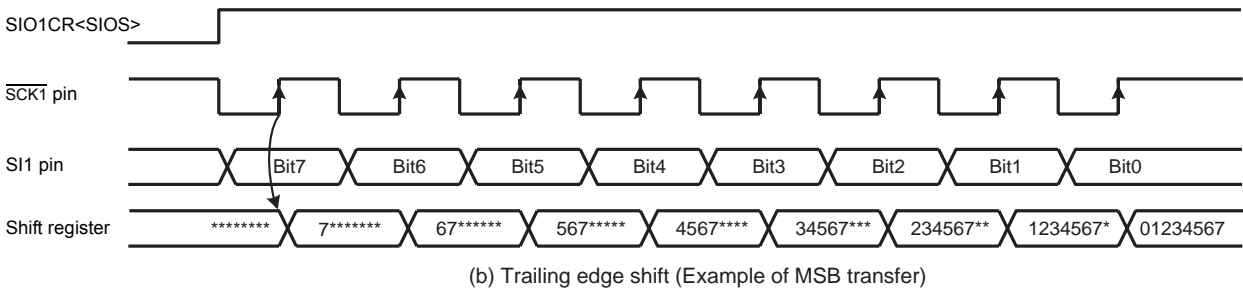 SIO1CR<SIOS>
SCK1 pin
SI1 pin Bit7 Bit6 Bit5 Bit4 Bit3 Bit2 Bit1 Bit0
Shift register ******** 7******* 67****** 567***** 4567**** 34567*** 234567** 1234567* 01234567
(b) Trailing edge shift (Example of MSB transfer)